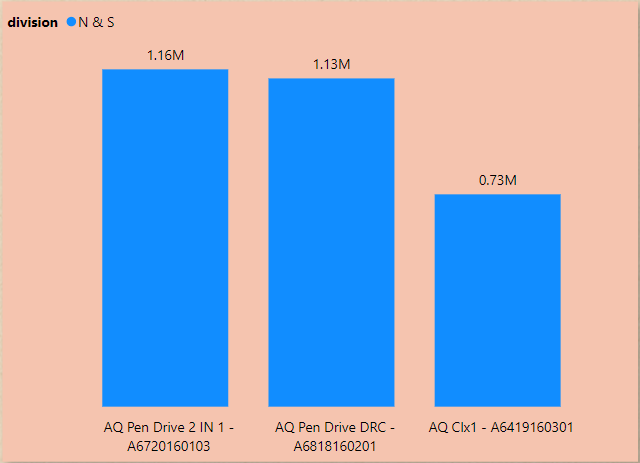 division N & S
1.16M
1.13M
0.73M
AQ Pen Drive 2 IN 1 -
A6720160103
AQ Pen Drive DRC -
A6818160201
AQ Clx1 - A6419160301